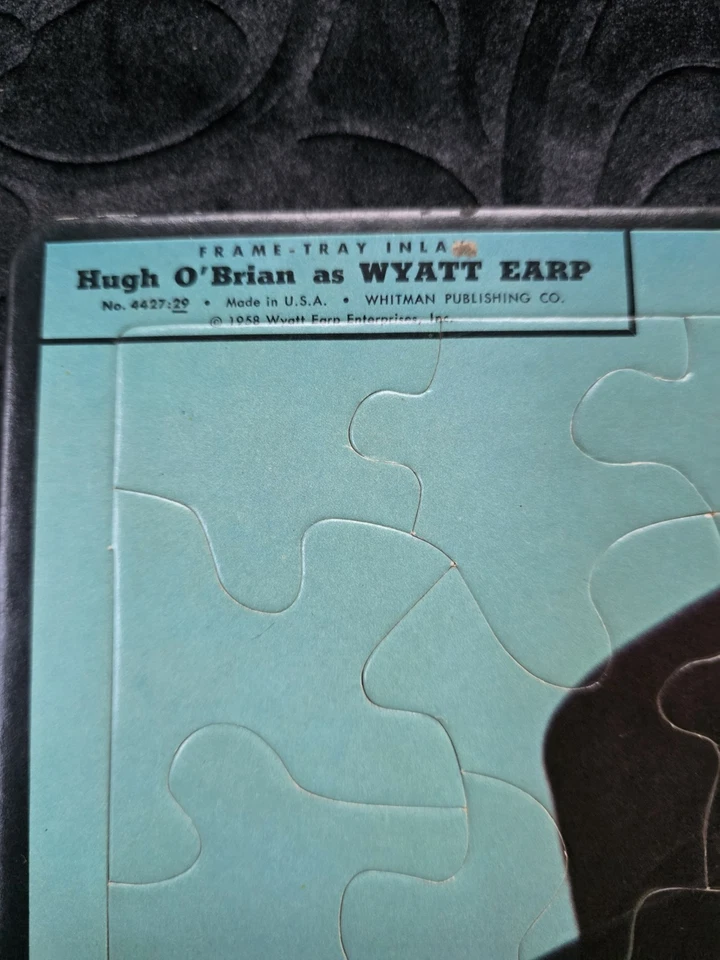 FRAME-TRAY INLA
Hugh O'Brian as WYATT EARP
No. 4427:29 • Made in U.S.A. • WHITMAN PUBLISHING CO.
© 1958 Wyatt Earp Enterprises, Inc.